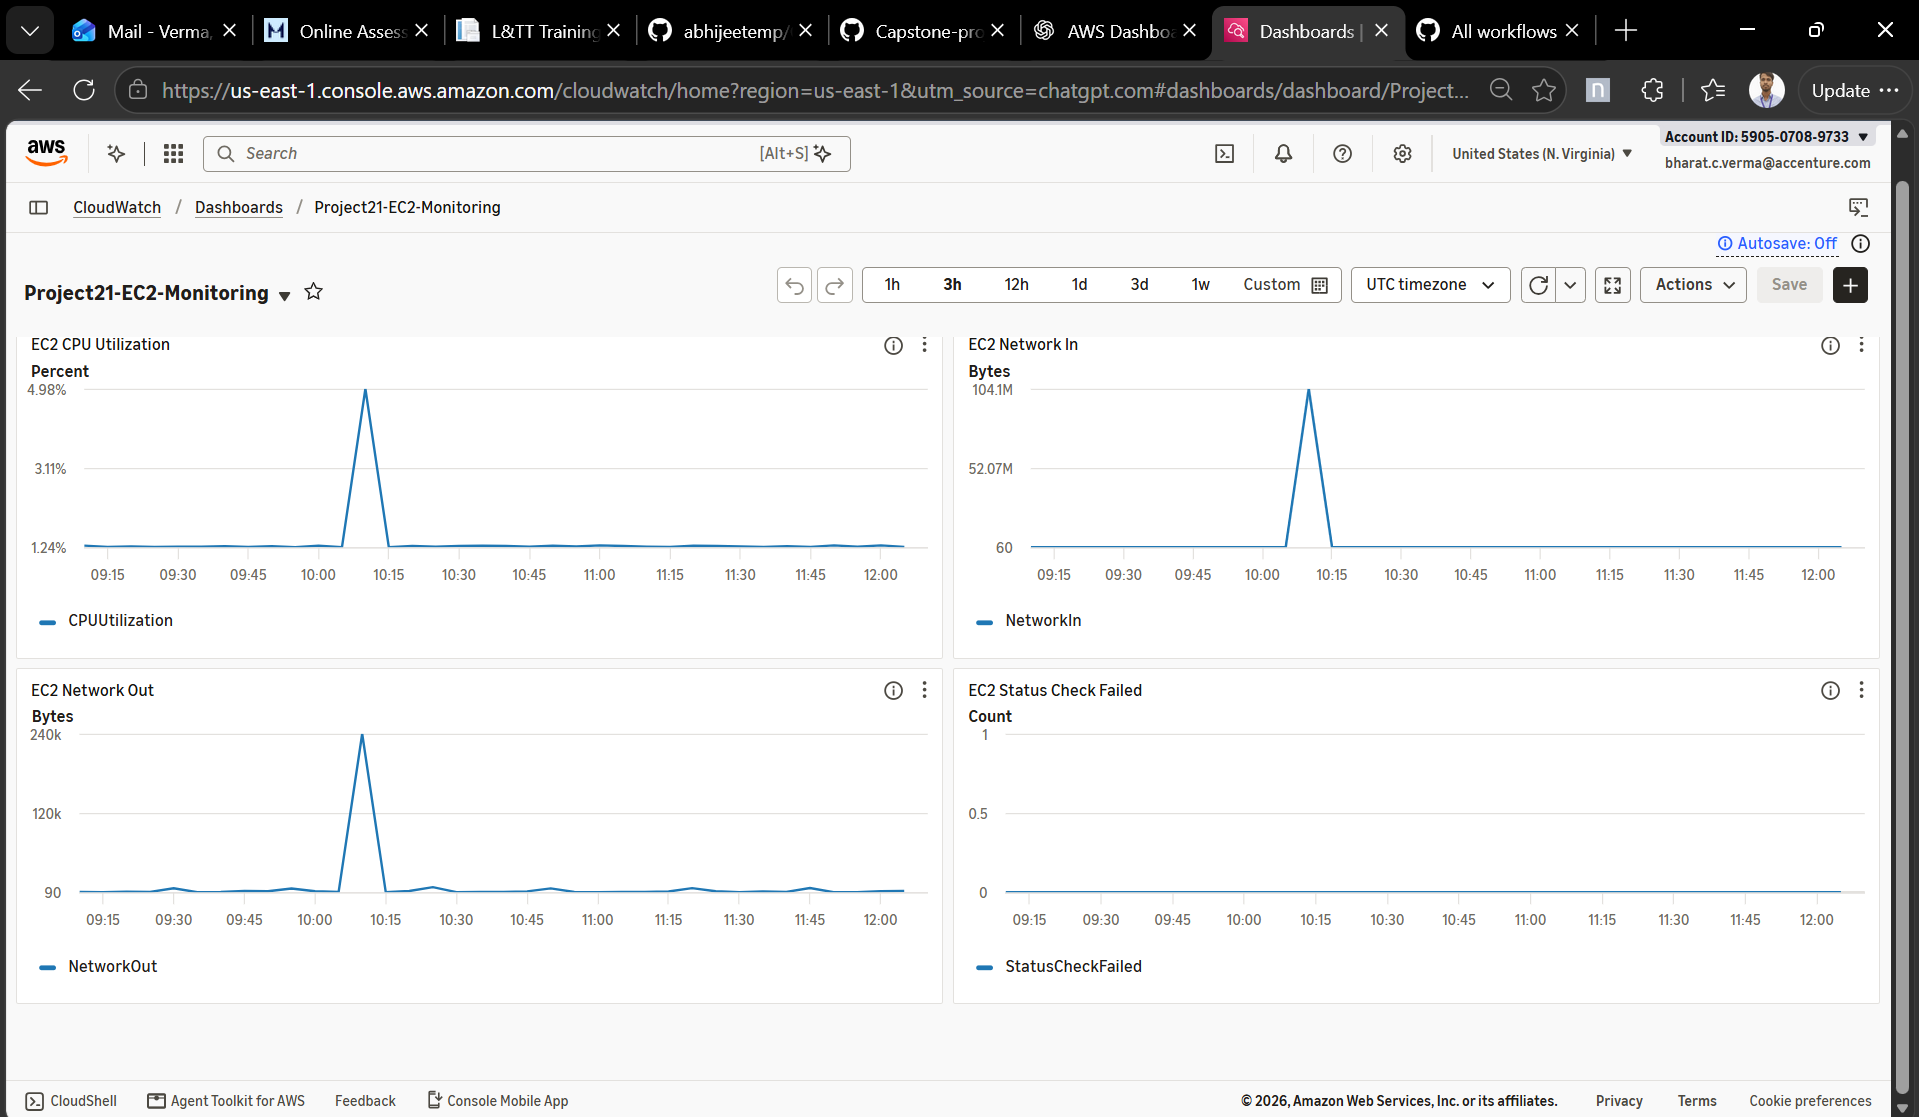 Mail - Verma,
Online Assess
L&TT Training
abhijeetemp/
Capstone-pro
AWS Dashboa
Dashboards |
All workflows
https://us-east-1.console.aws.amazon.com/cloudwatch/home?region=us-east-1&utm_source=chatgpt.com#dashboards/dashboard/Project...
n
Update
aws
Search
[Alt+S]
United States (N. Virginia)
Account ID: 5905-0708-9733
bharat.c.verma@accenture.com
CloudWatch / Dashboards / Project21-EC2-Monitoring
Autosave: Off
Project21-EC2-Monitoring
1h 3h 12h 1d 3d 1w Custom
UTC timezone
Actions
Save
EC2 CPU Utilization
Percent
4.98%
3.11%
1.24%
09:15 09:30 09:45 10:00 10:15 10:30 10:45 11:00 11:15 11:30 11:45 12:00
CPUUtilization
EC2 Network In
Bytes
104.1M
52.07M
60
09:15 09:30 09:45 10:00 10:15 10:30 10:45 11:00 11:15 11:30 11:45 12:00
NetworkIn
EC2 Network Out
Bytes
240k
120k
90
09:15 09:30 09:45 10:00 10:15 10:30 10:45 11:00 11:15 11:30 11:45 12:00
NetworkOut
EC2 Status Check Failed
Count
1
0.5
0
09:15 09:30 09:45 10:00 10:15 10:30 10:45 11:00 11:15 11:30 11:45 12:00
StatusCheckFailed
CloudShell
Agent Toolkit for AWS
Feedback
Console Mobile App
© 2026, Amazon Web Services, Inc. or its affiliates.
Privacy
Terms
Cookie preferences